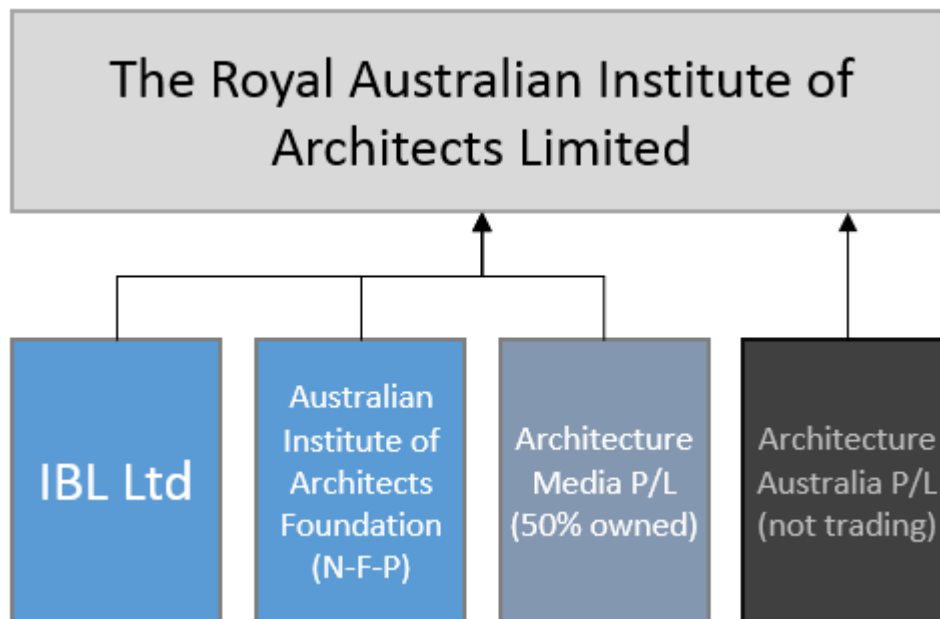 The Royal Australian Institute of
Architects Limited
IBL Ltd
Australian
Institute of
Architects
Foundation
(N-F-P)
Architecture
Media P/L
(50% owned)
Architecture
Australia P/L
(not trading)